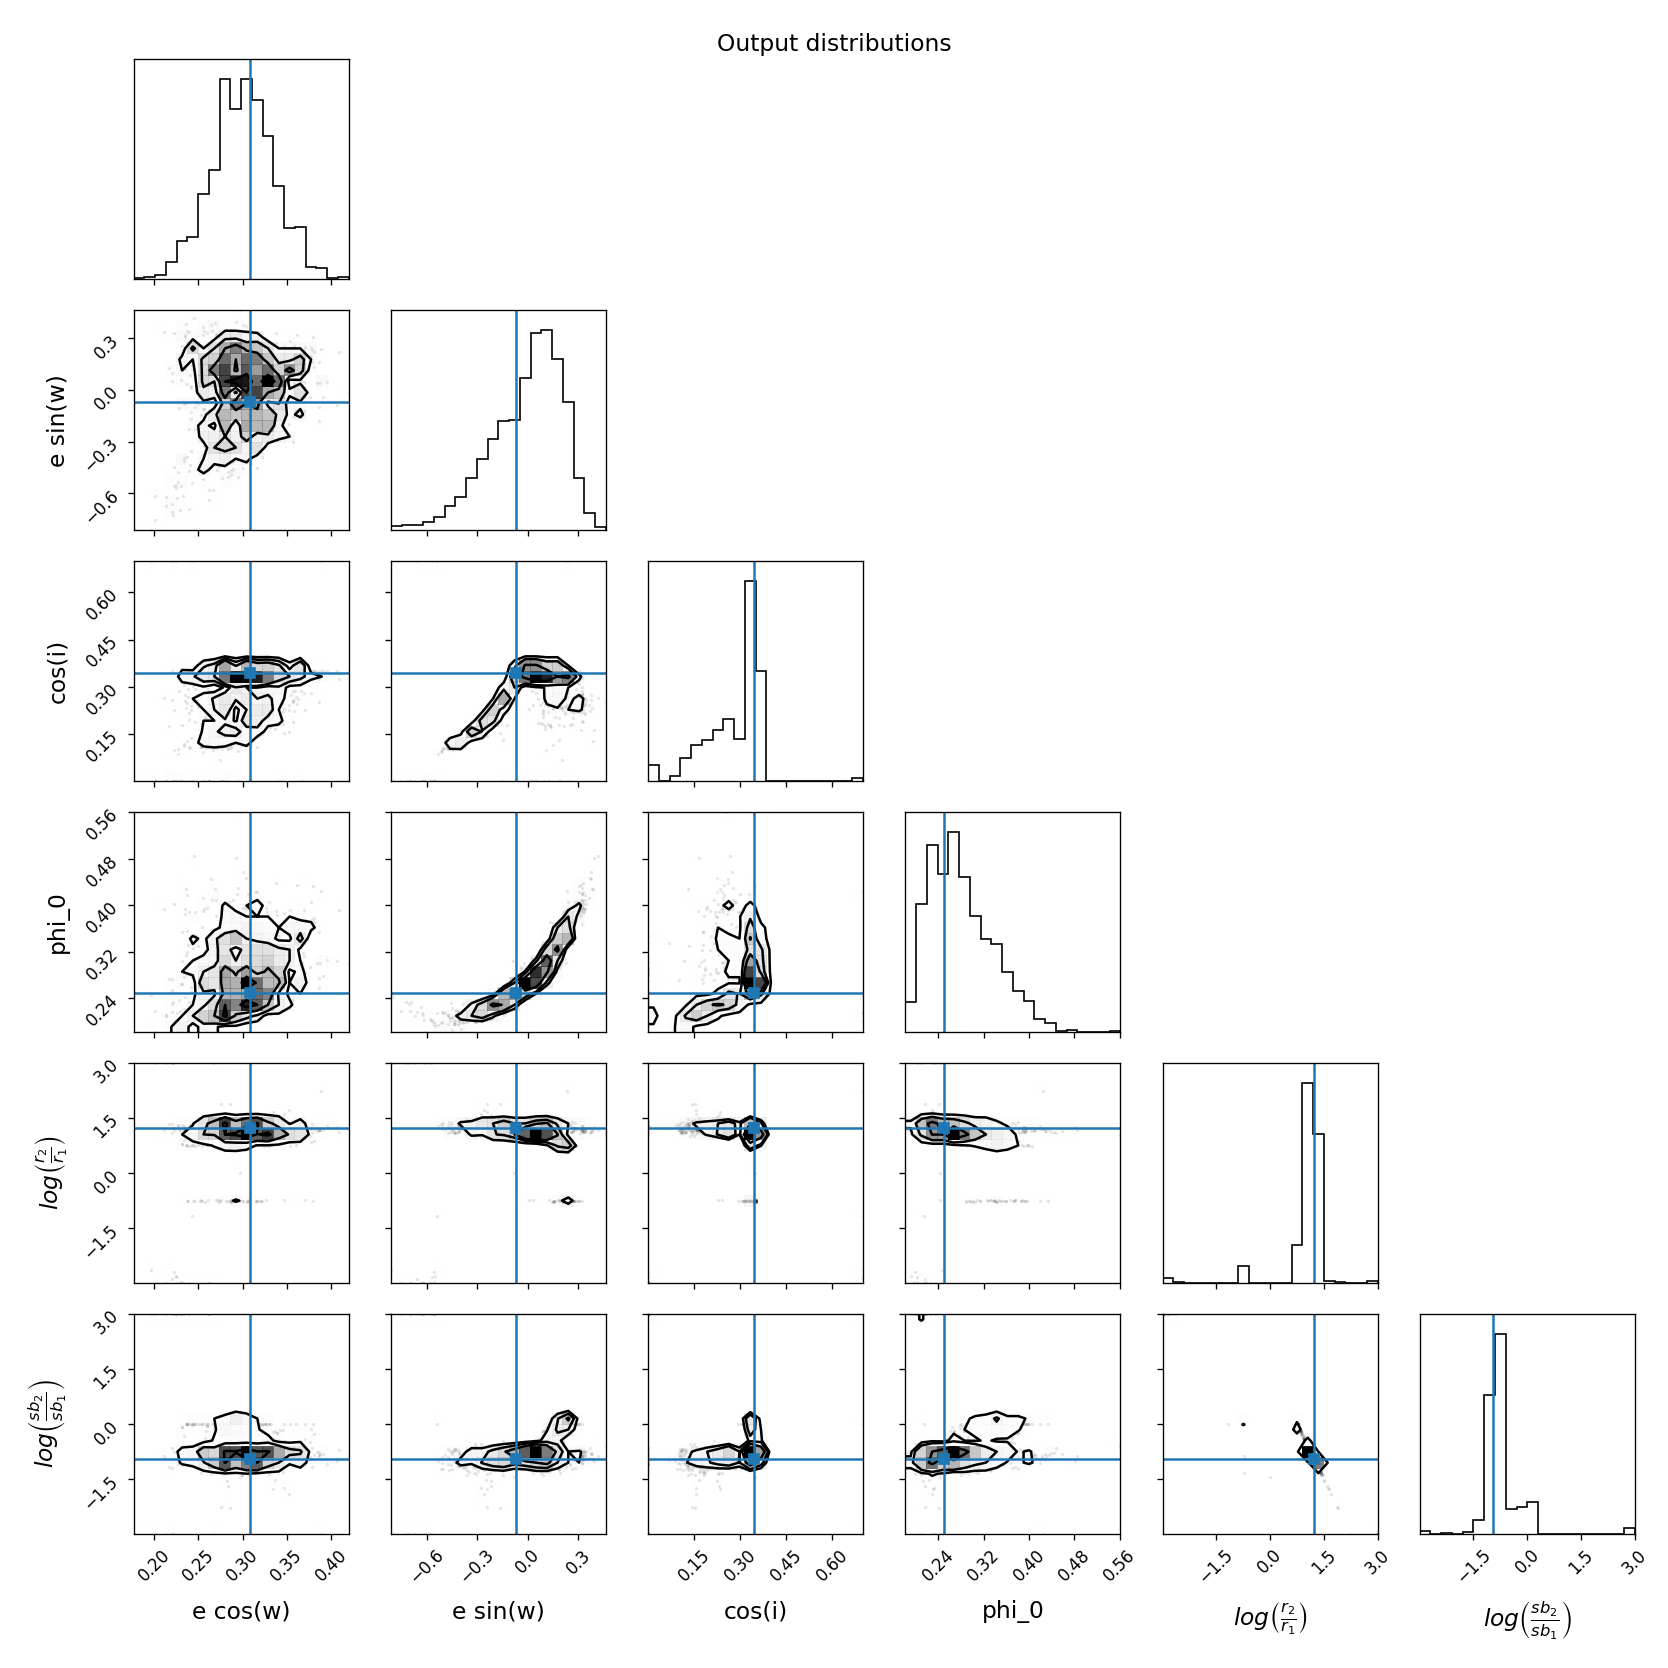 Output distributions
0.3
0.0
−0.3
−0.6
e sin(w)
0.60
0.45
0.30
0.15
cos(i)
0.56
0.48
0.40
0.32
0.24
phi_0
3.0
1.5
0.0
−1.5
log(r2/r1)
3.0
1.5
0.0
−1.5
log(sb2/sb1)
0.20 0.25 0.30 0.35 0.40 −0.6 −0.3 0.0 0.3 0.15 0.30 0.45 0.60 0.24 0.32 0.40 0.48 0.56 −1.5 0.0 1.5 3.0 −1.5 0.0 1.5 3.0
e cos(w) e sin(w) cos(i) phi_0 log(r2/r1) log(sb2/sb1)